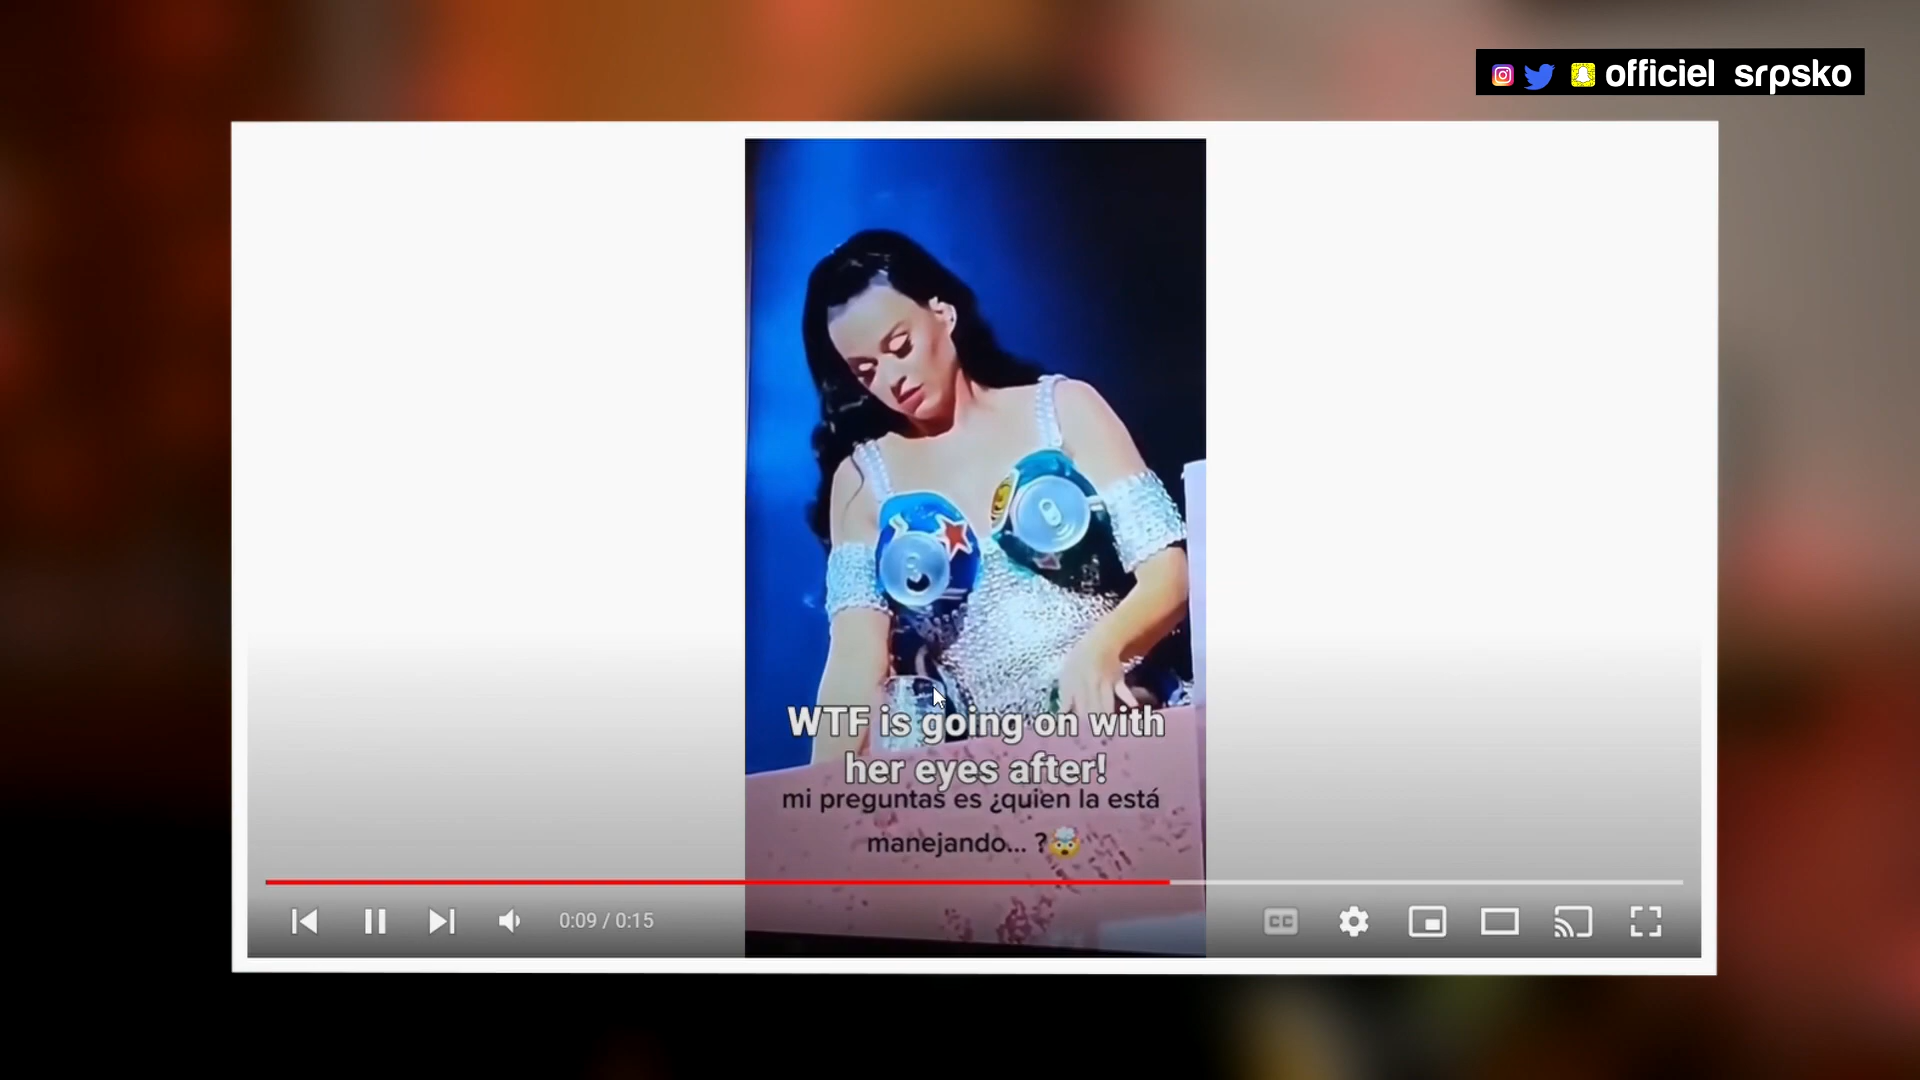 officiel srpsko
WTF is going on with
her eyes after!
mi preguntas es ¿quien la está
manejando... ?🤯
0:09 / 0:15
CC